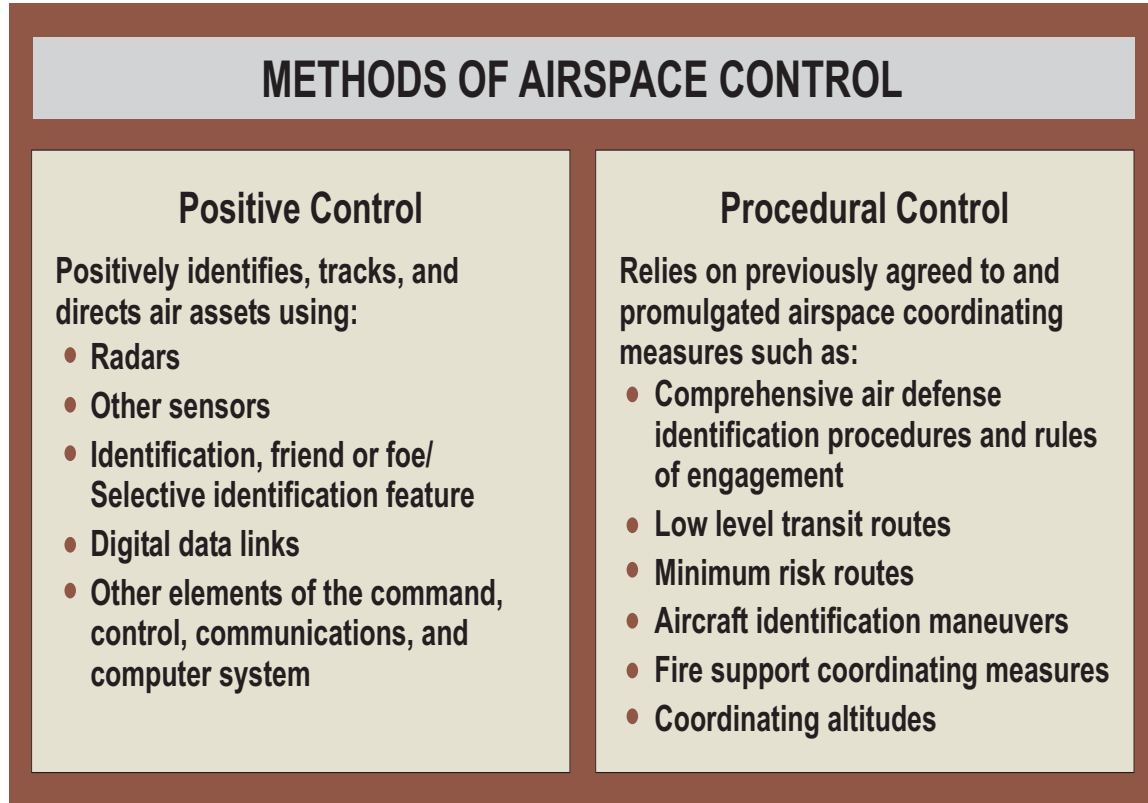 METHODS OF AIRSPACE CONTROL
Positive Control
Positively identifies, tracks, and
directs air assets using:
• Radars
• Other sensors
• Identification, friend or foe/
Selective identification feature
• Digital data links
• Other elements of the command,
control, communications, and
computer system
Procedural Control
Relies on previously agreed to and
promulgated airspace coordinating
measures such as:
• Comprehensive air defense
identification procedures and rules
of engagement
• Low level transit routes
• Minimum risk routes
• Aircraft identification maneuvers
• Fire support coordinating measures
• Coordinating altitudes